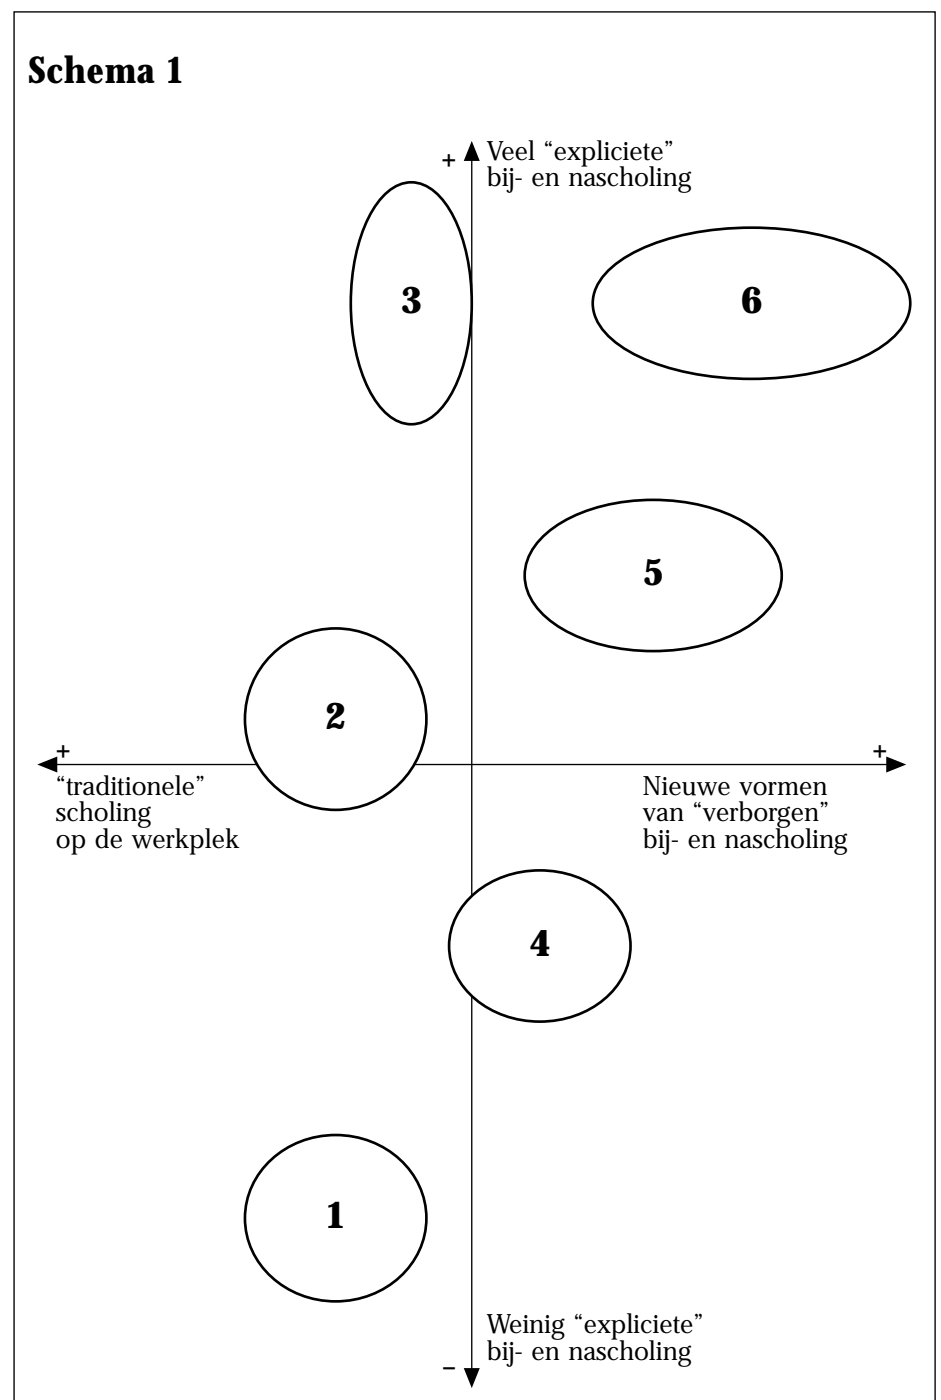 Schema 1
+
Veel “expliciete”
bij- en nascholing
3
6
5
2
+
+
“traditionele”
scholing
op de werkplek
Nieuwe vormen
van “verborgen”
bij- en nascholing
4
1
Weinig “expliciete”
bij- en nascholing
–